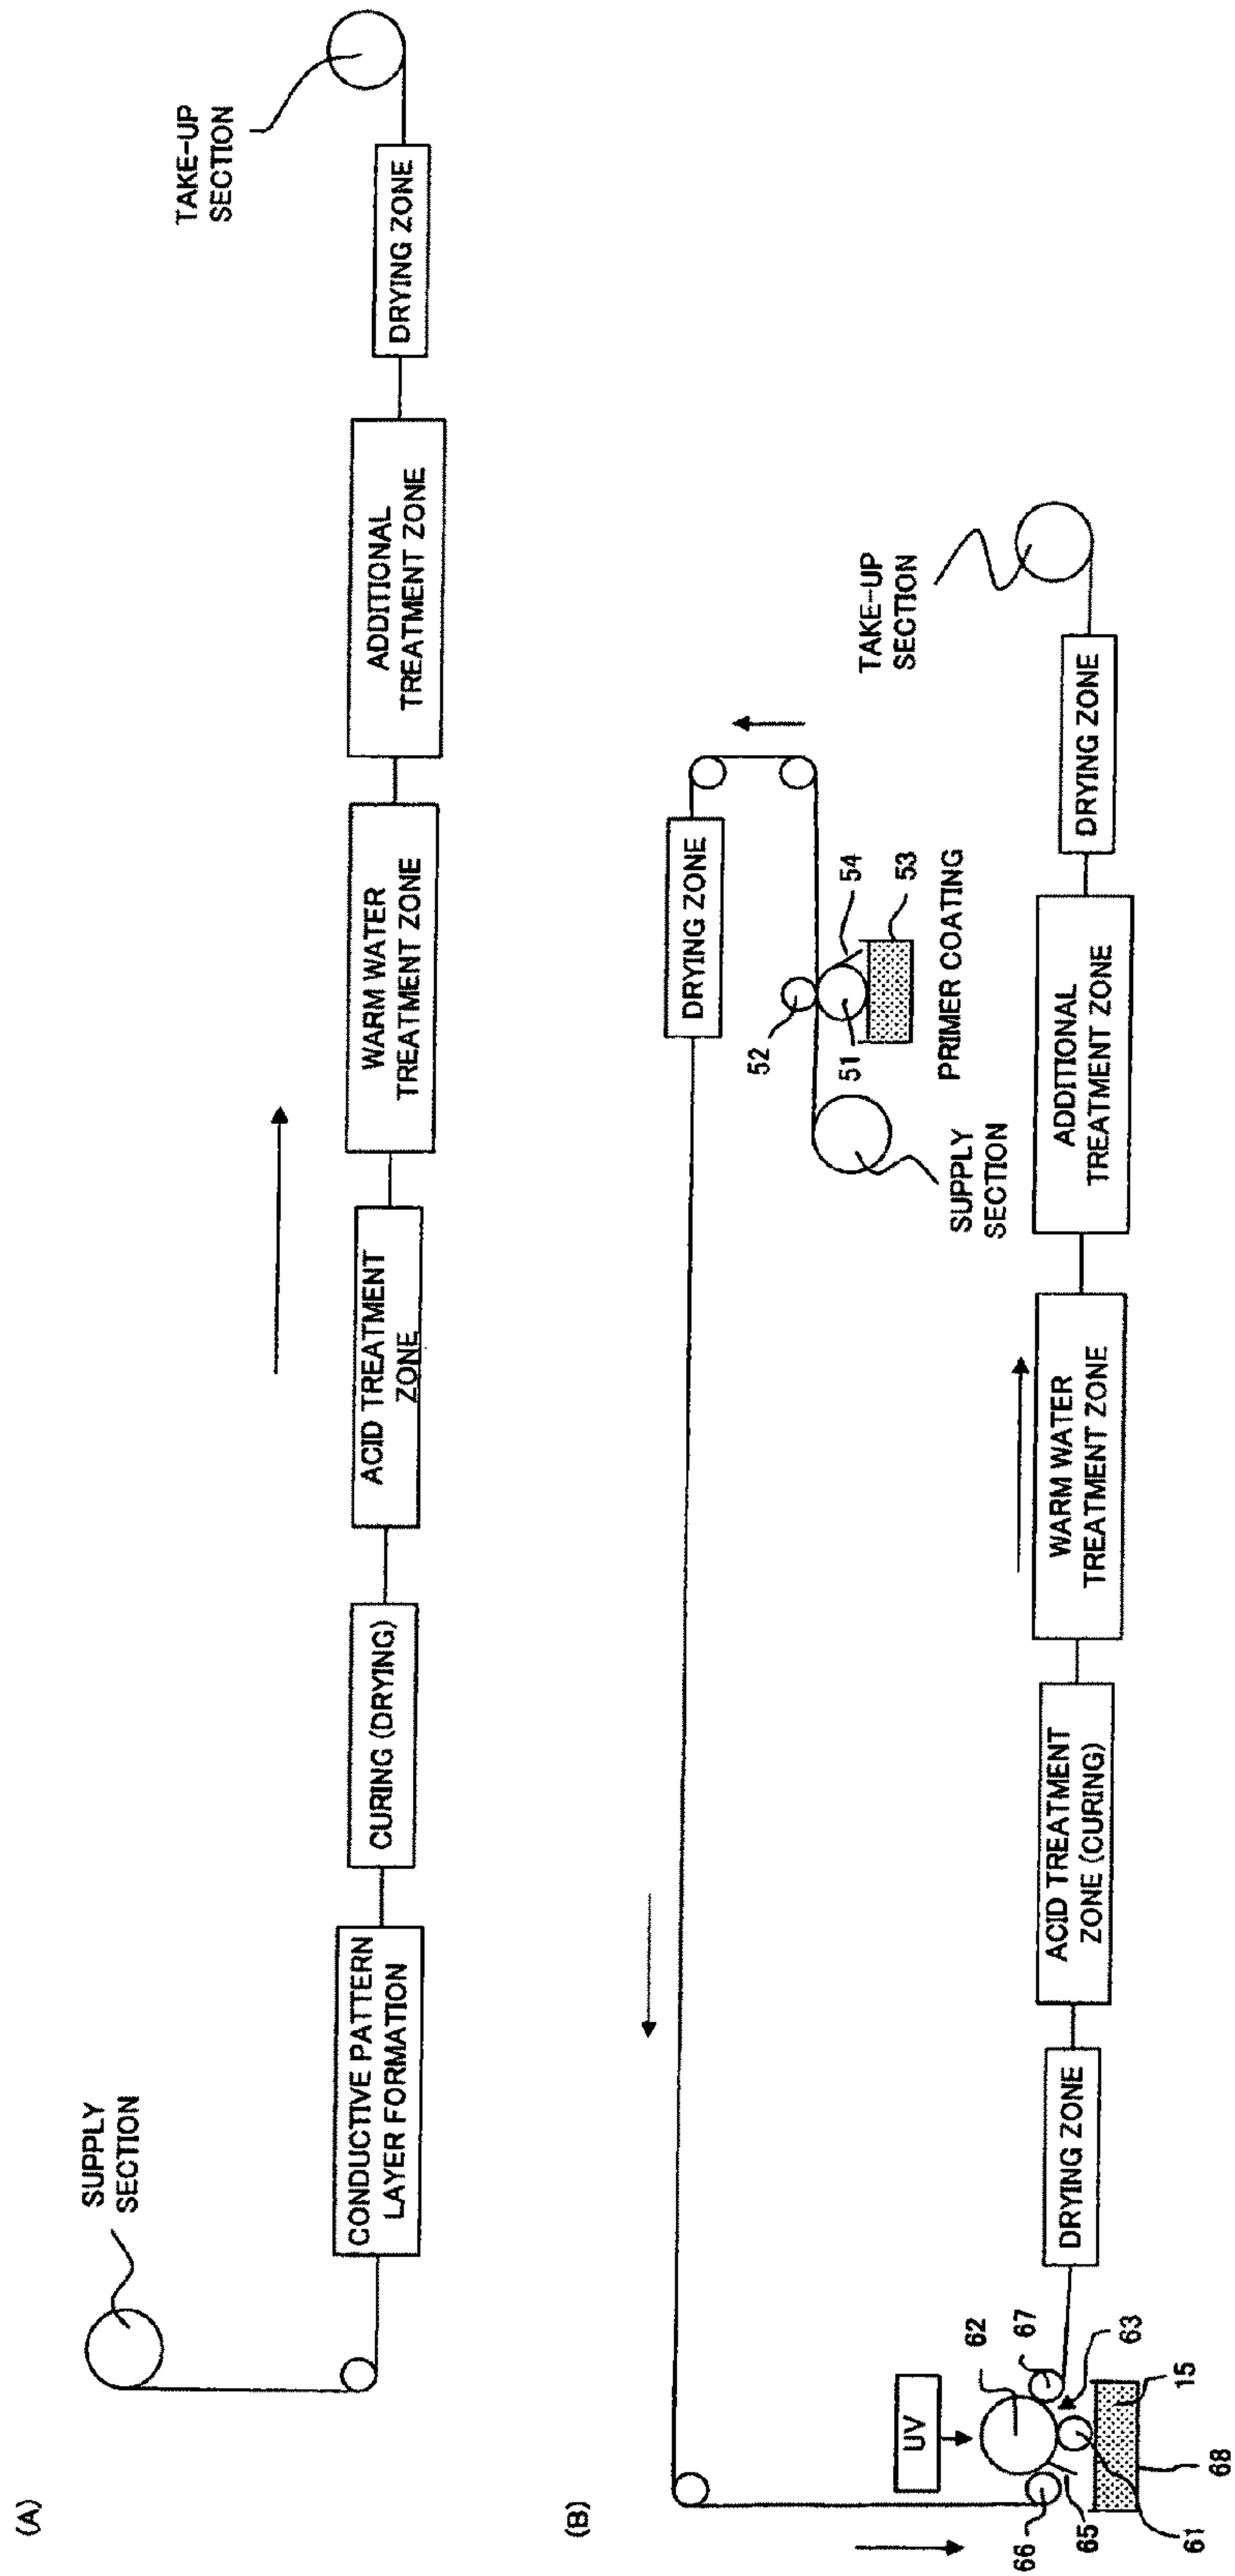 (A)
SUPPLY
SECTION
CONDUCTIVE PATTERN
LAYER FORMATION
CURING (DRYING)
ACID TREATMENT
ZONE
WARM WATER
TREATMENT ZONE
ADDITIONAL
TREATMENT ZONE
DRYING ZONE
TAKE-UP
SECTION
(B)
DRYING ZONE
52
51
54
53
PRIMER COATING
SUPPLY
SECTION
UV
62
67
63
15
66
65
61
68
DRYING ZONE
ACID TREATMENT
ZONE (CURING)
WARM WATER
TREATMENT ZONE
ADDITIONAL
TREATMENT ZONE
DRYING ZONE
TAKE-UP
SECTION